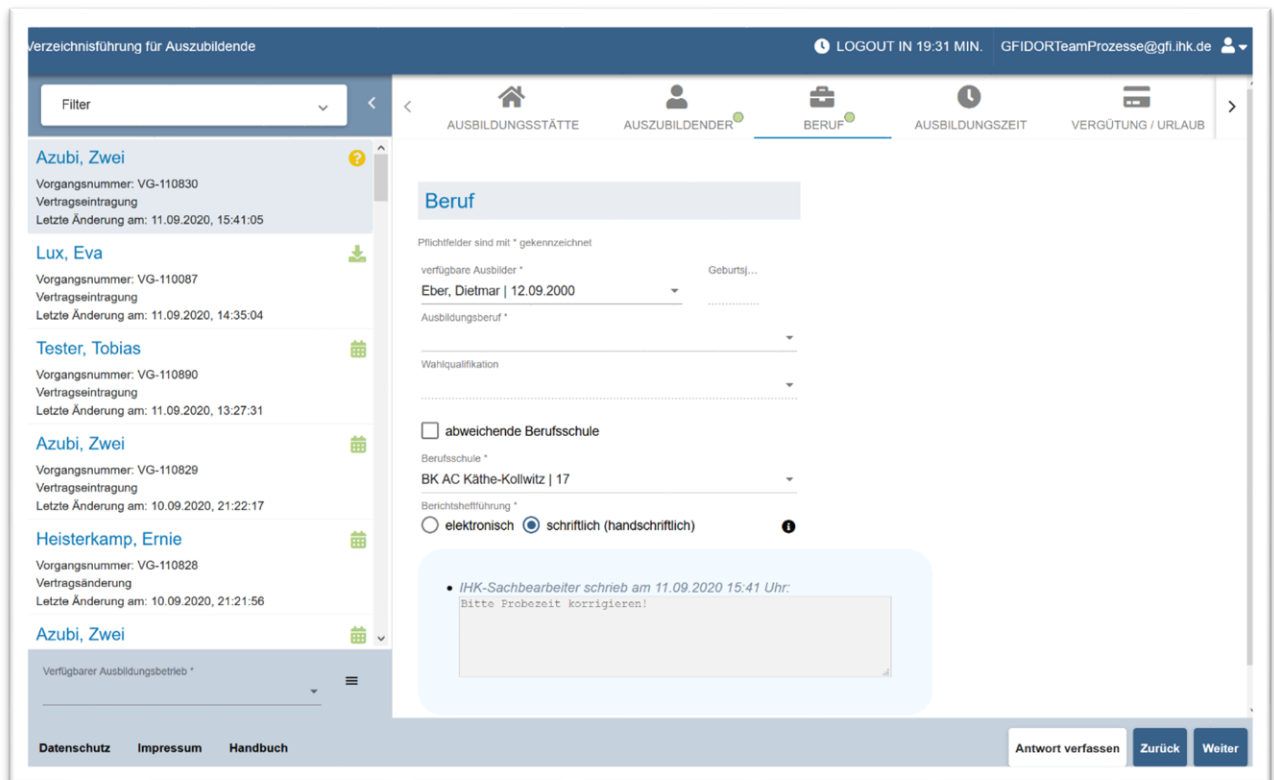 Verzeichnisführung für Auszubildende
LOGOUT IN 19:31 MIN.
GFIDORTeamProzesse@gfi.ihk.de
Filter
Azubi, Zwei
Vorgangsnummer: VG-110830
Vertragseintragung
Letzte Änderung am: 11.09.2020, 15:41:05
Lux, Eva
Vorgangsnummer: VG-110087
Vertragseintragung
Letzte Änderung am: 11.09.2020, 14:35:04
Tester, Tobias
Vorgangsnummer: VG-110890
Vertragseintragung
Letzte Änderung am: 11.09.2020, 13:27:31
Azubi, Zwei
Vorgangsnummer: VG-110829
Vertragseintragung
Letzte Änderung am: 10.09.2020, 21:22:17
Heisterkamp, Ernie
Vorgangsnummer: VG-110828
Vertragsänderung
Letzte Änderung am: 10.09.2020, 21:21:56
Azubi, Zwei
Verfügbarer Ausbildungsbetrieb *
AUSBILDUNGSSTÄTTE
AUSZUBILDENDER
BERUF
AUSBILDUNGSZEIT
VERGÜTUNG / URLAUB
Beruf
Pflichtfelder sind mit * gekennzeichnet
verfügbare Ausbilder *
Geburtsj...
Eber, Dietmar | 12.09.2000
Ausbildungsberuf *
Wahlqualifikation
abweichende Berufsschule
Berufsschule *
BK AC Käthe-Kollwitz | 17
Berichtsheftführung *
elektronisch
schriftlich (handschriftlich)
• IHK-Sachbearbeiter schrieb am 11.09.2020 15:41 Uhr:
Bitte Probezeit korrigieren!
Datenschutz
Impressum
Handbuch
Antwort verfassen
Zurück
Weiter